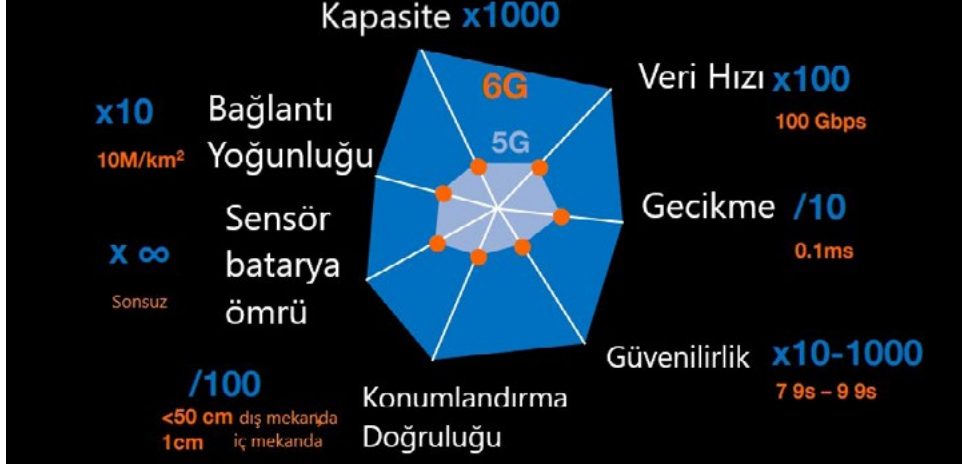 Kapasite x1000
6G
5G
Veri Hızı x100
100 Gbps
Gecikme /10
0.1ms
Güvenilirlik x10-1000
7 9s – 9 9s
Konumlandırma
Doğruluğu
/100
<50 cm dış mekanda
1cm iç mekanda
Sensör
batarya
ömrü
x ∞
Sonsuz
Bağlantı
Yoğunluğu
x10
10M/km²